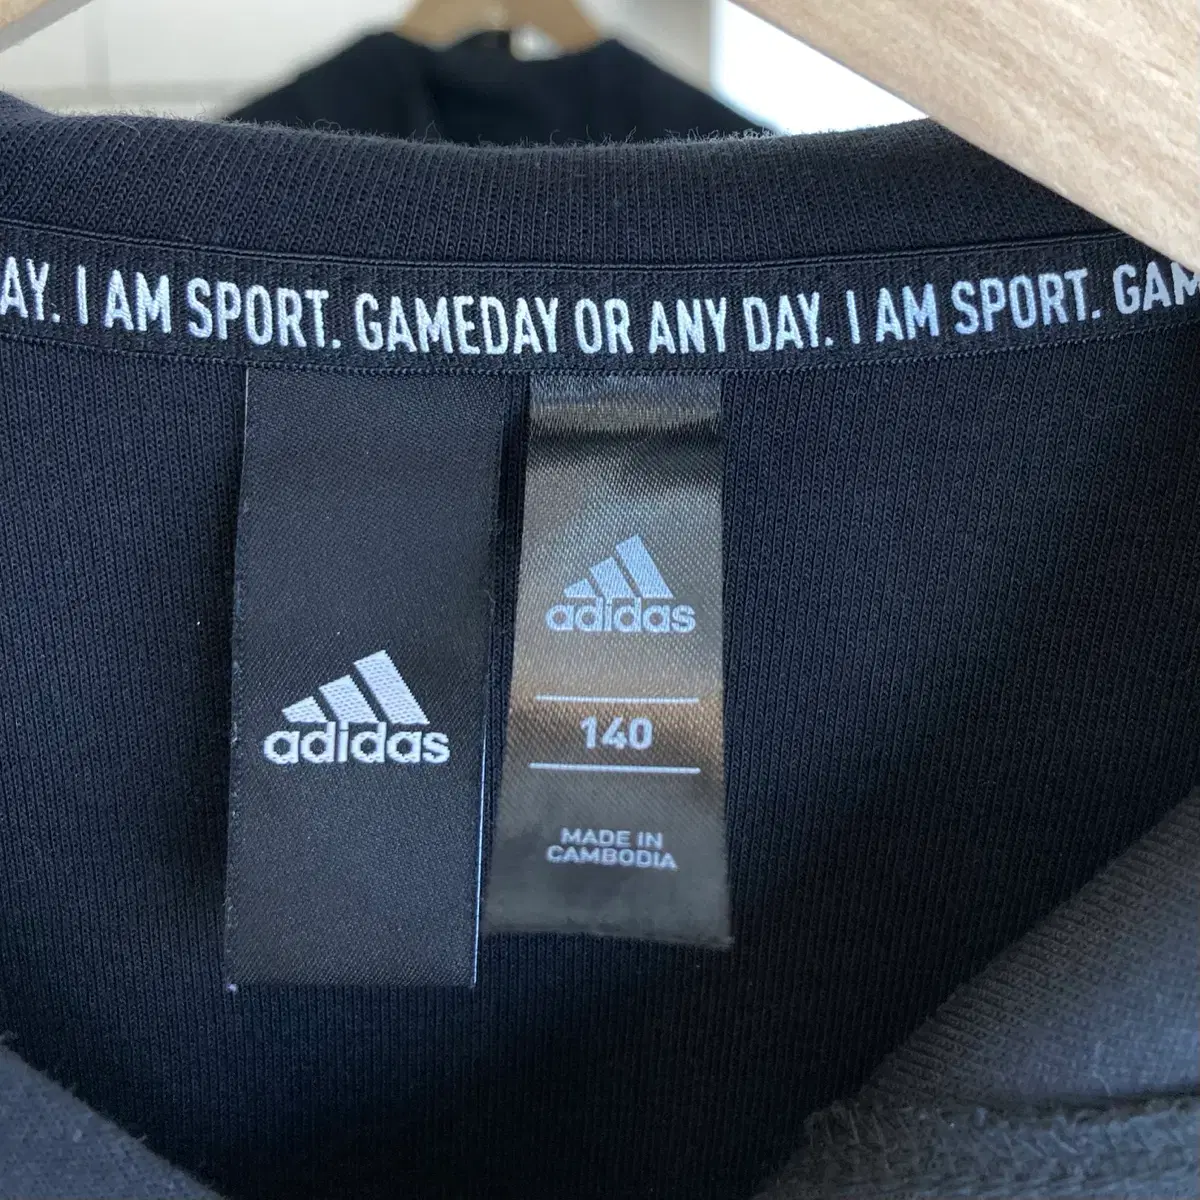 AY. I AM SPORT. GAMEDAY OR ANY DAY. I AM SPORT. GAM
adidas
adidas
140
MADE IN
CAMBODIA